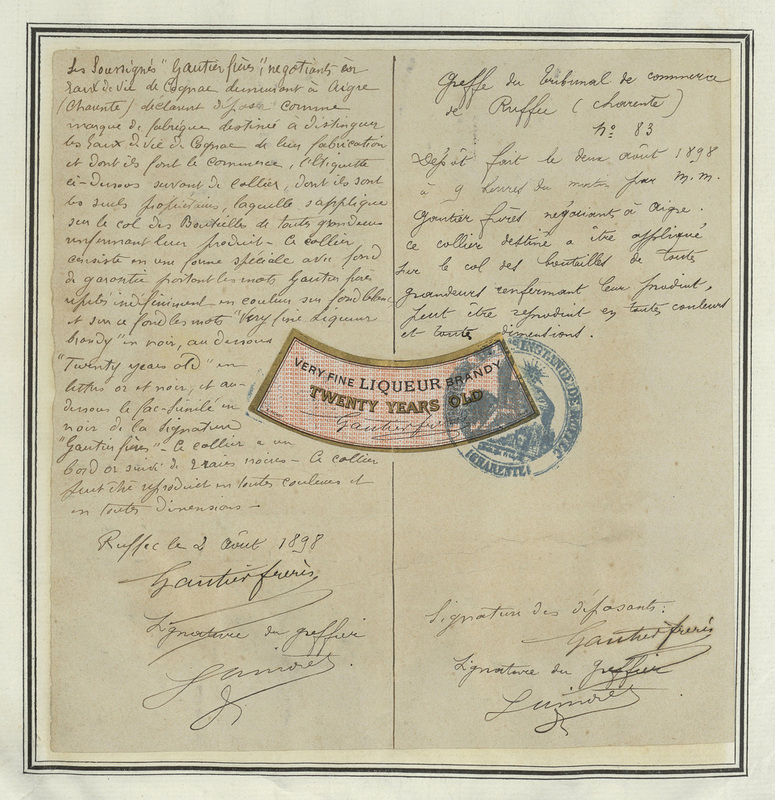 Les Soussignés "Gautier frères", négotiants en
eaux de vie de Cognac demeurant à Aigre
(Charente) déclarent déposer comme
marque de fabrique destinée à distinguer
les eaux de vie de Cognac de leur fabrication
et dont ils font le commerce, l'étiquette
ci-dessous servant de collier, dont ils sont
les seuls propiétaires, laquelle s'applique
sur le col des Bouteilles de toutes grandeurs
renfermant leur produit - Ce collier
consiste en une forme spéciale avec fond
de garantie portant les mots Gautier frères
répétés indéfiniment en couleur sur fond blanc
et sur ce fond les mots "Very fine Liqueur
brandy" en noir, au dessous
"Twenty years old" en
lettres or et noir, et au-
dessous le fac-similé en
noir de la signature
"Gautier frères" - Ce collier a un
bord or suivi de 2 raies noires - Ce collier
peut être reproduit en toutes couleurs et
en toutes dimensions -
Ruffec le 2 Août 1898
Gautier frères
Signature du greffier
Greffe du tribunal de commerce
de Ruffec (Charente)
No 83
Dépôt fait le deux Août 1898
à 9 heures du matin par M.M.
Gautier frères négociants à Aigre.
Ce collier destiné a être appliqué
sur le col des bouteilles de toute
grandeurs renfermant leur produit,
peut être reproduit en toutes couleurs
et toutes dimensions.
VERY FINE LIQUEUR BRANDY
TWENTY YEARS OLD
Gautier frères
INSTANCE DE RUFFEC
(CHARENTE)
Signature des déposants:
Gautier frères
Signature du greffier